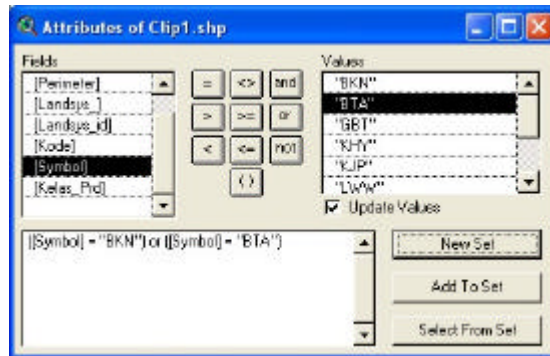 Attributes of Clip1.shp
Fields
Values
[Perimeter]
[Landsys_]
[Landsys_id]
[Kode]
[Symbol]
[Kelas_Prd]
= <> and
> >= or
< <= not
( )
"BKN"
"BTA"
"GBT"
"KHY"
"KJP"
"LWW"
Update Values
([Symbol] = "BKN") or ([Symbol] = "BTA")
New Set
Add To Set
Select From Set